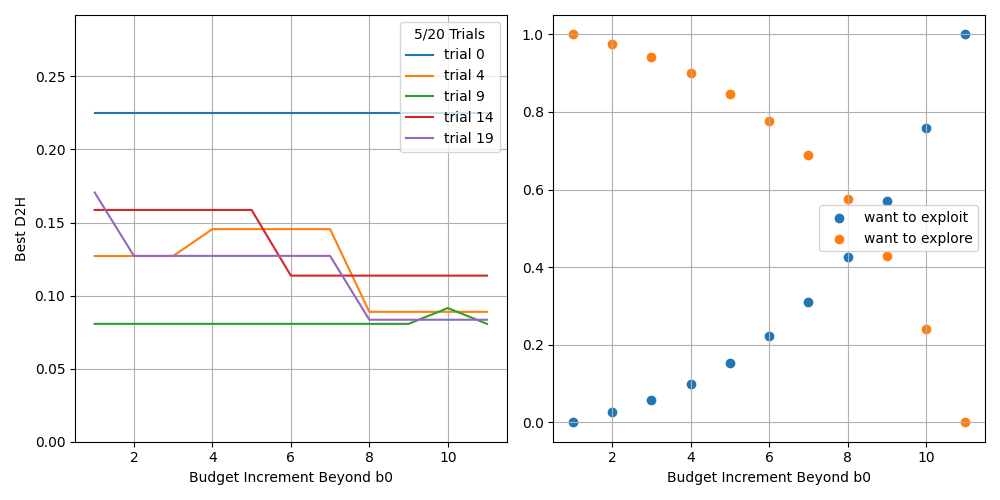 5/20 Trials
trial 0
trial 4
trial 9
trial 14
trial 19
0.25
0.20
0.15
0.10
0.05
0.00
Best D2H
2 4 6 8 10
Budget Increment Beyond b0
1.0
0.8
0.6
0.4
0.2
0.0
want to exploit
want to explore
2 4 6 8 10
Budget Increment Beyond b0